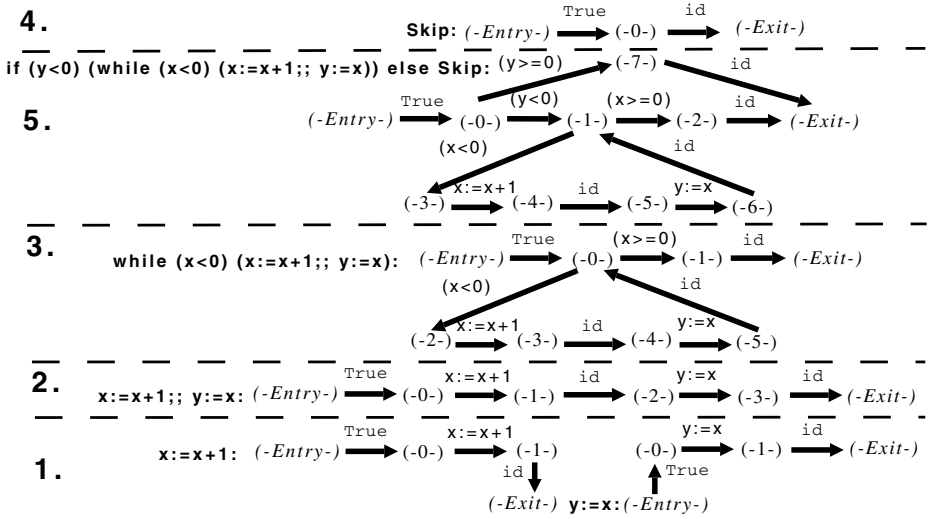 4. Skip: (-Entry-) True (-0-) id (-Exit-)
if (y<0) (while (x<0) (x:=x+1;; y:=x)) else Skip: (y>=0) (-7-) id
5. (-Entry-) True (-0-) (y<0) (-1-) (x>=0) (-2-) id (-Exit-)
(x<0) id
(-3-) x:=x+1 (-4-) id (-5-) y:=x (-6-)
3. while (x<0) (x:=x+1;; y:=x): (-Entry-) True (-0-) (x>=0) (-1-) id (-Exit-)
(x<0) id
(-2-) x:=x+1 (-3-) id (-4-) y:=x (-5-)
2. x:=x+1;; y:=x: (-Entry-) True (-0-) x:=x+1 (-1-) id (-2-) y:=x (-3-) id (-Exit-)
1. x:=x+1: (-Entry-) True (-0-) x:=x+1 (-1-) (-0-) y:=x (-1-) id (-Exit-)
id True
(-Exit-) y:=x: (-Entry-)